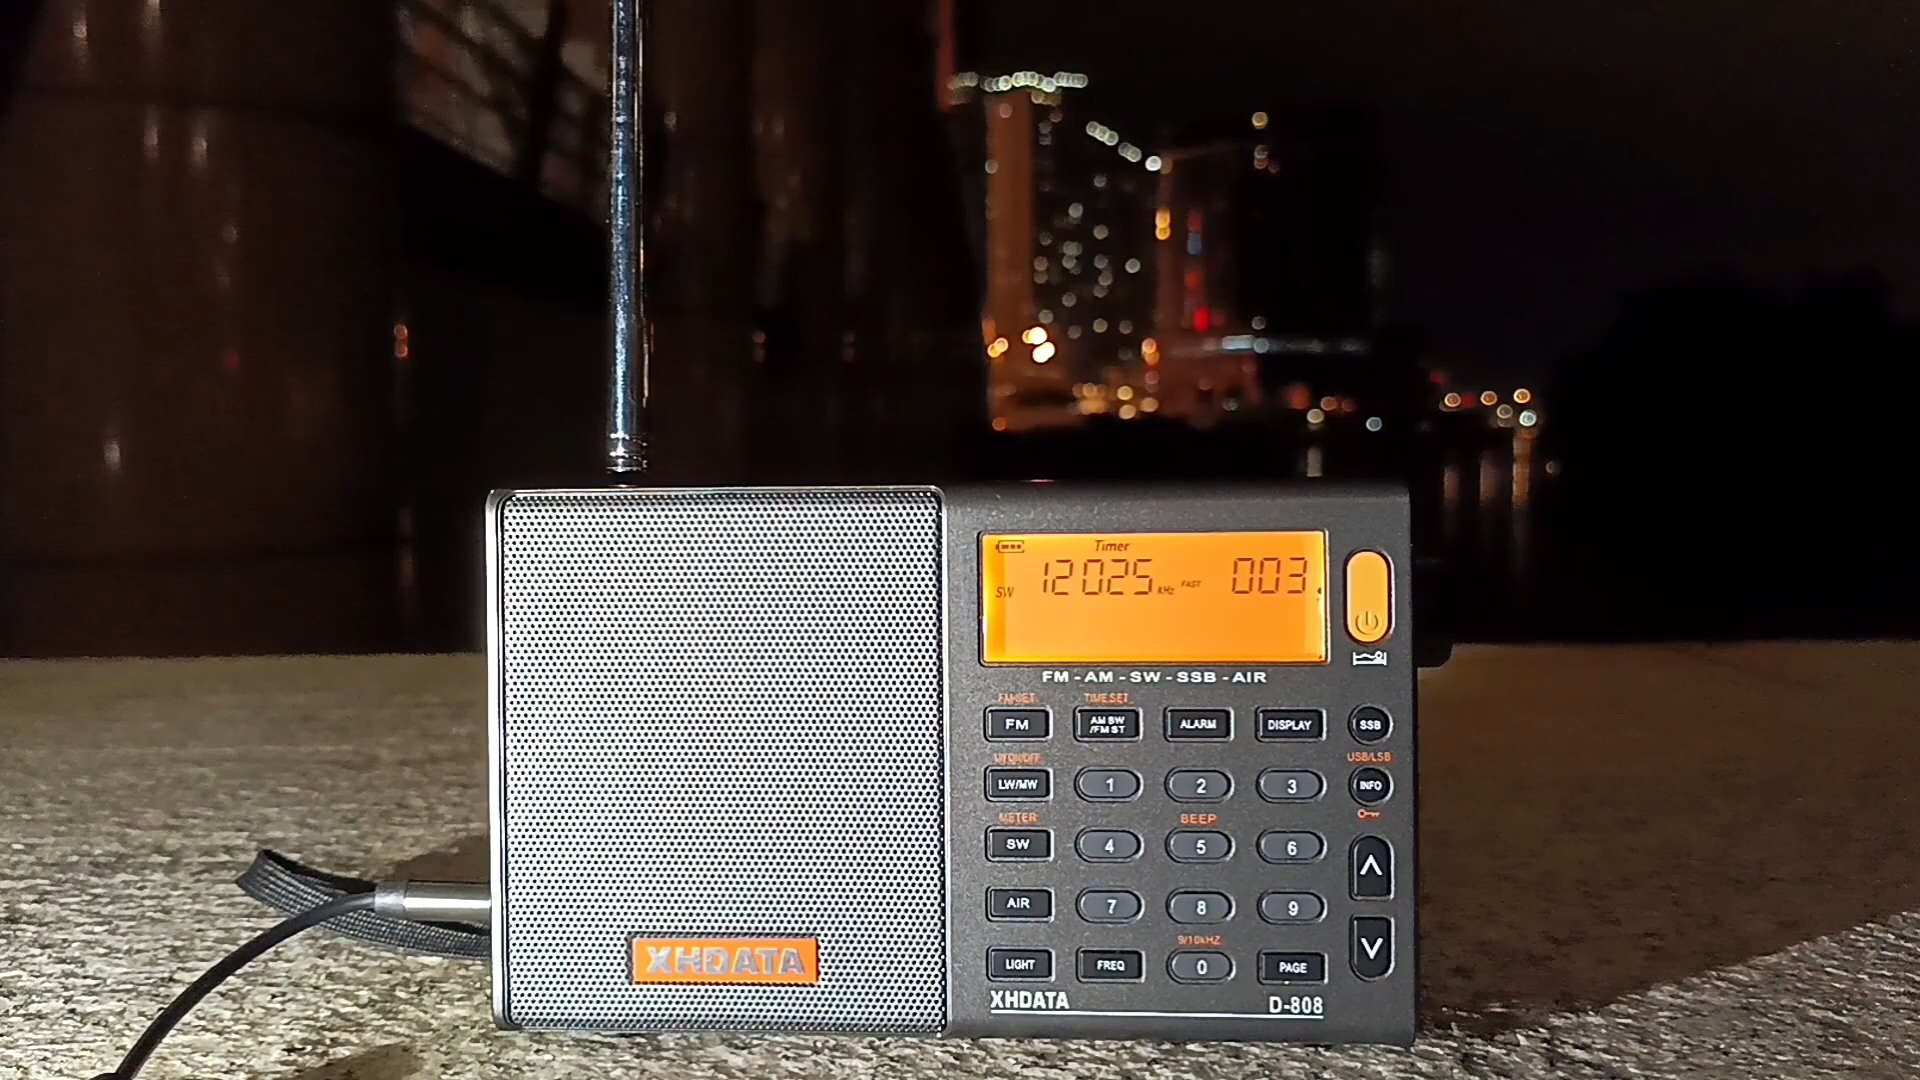 Timer
SW 12025 KHz FAST 003
FM - AM - SW - SSB - AIR
TIME SET
FM
AM SW
/FM ST
ALARM
DISPLAY
SSB
USB/LSB
LW/MW
1
2
3
INFO
METER
BEEP
SW
4
5
6
AIR
7
8
9
9/10kHZ
LIGHT
FREQ
0
PAGE
XHDATA
XHDATA
D-808